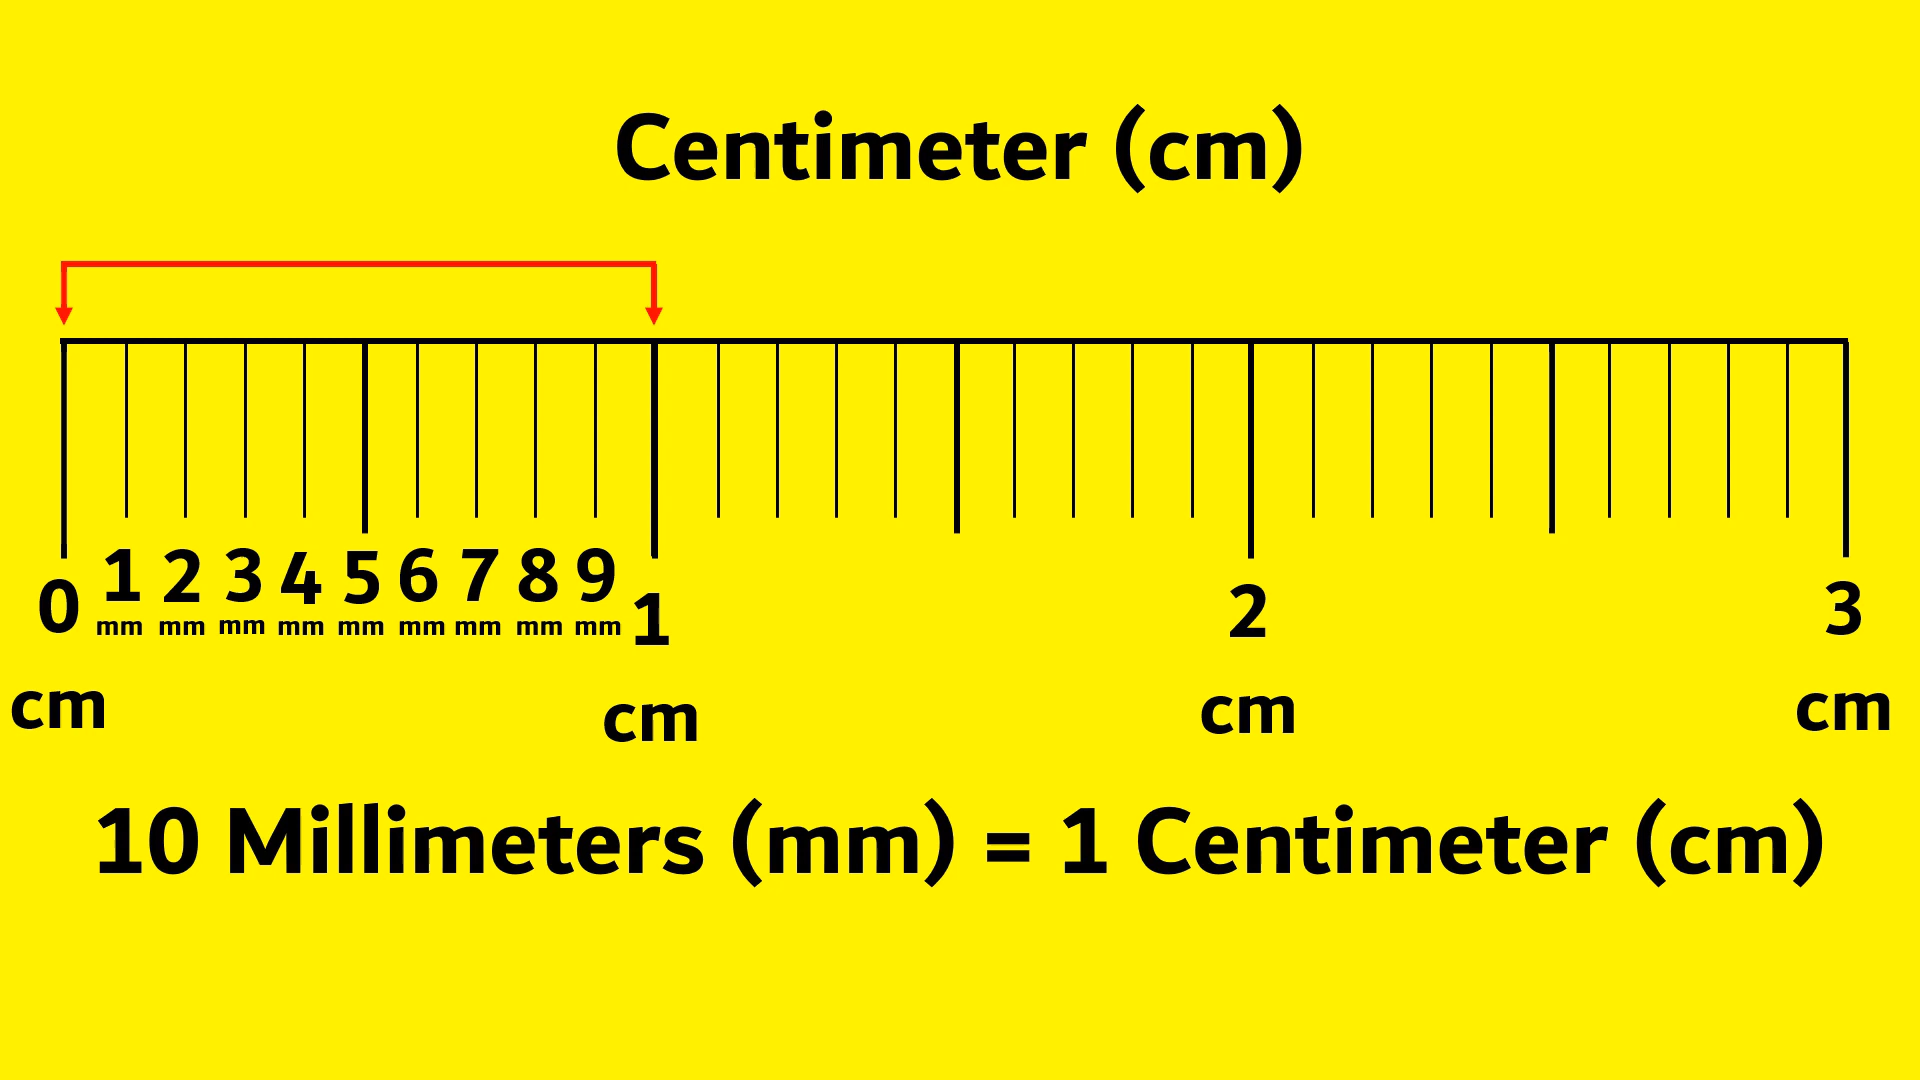 Centimeter (cm)
0 1 2 3 4 5 6 7 8 9 1 2 3
mm mm mm mm mm mm mm mm mm
cm cm cm cm
10 Millimeters (mm) = 1 Centimeter (cm)